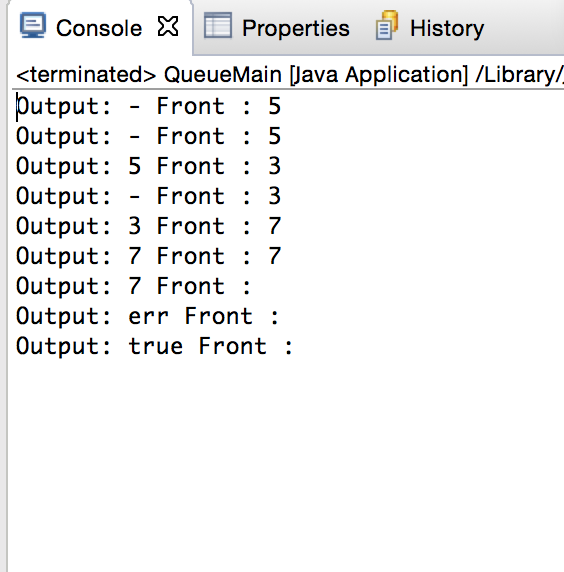 Console Properties History
<terminated> QueueMain [Java Application] /Library/
Output: - Front : 5
Output: - Front : 5
Output: 5 Front : 3
Output: - Front : 3
Output: 3 Front : 7
Output: 7 Front : 7
Output: 7 Front :
Output: err Front :
Output: true Front :